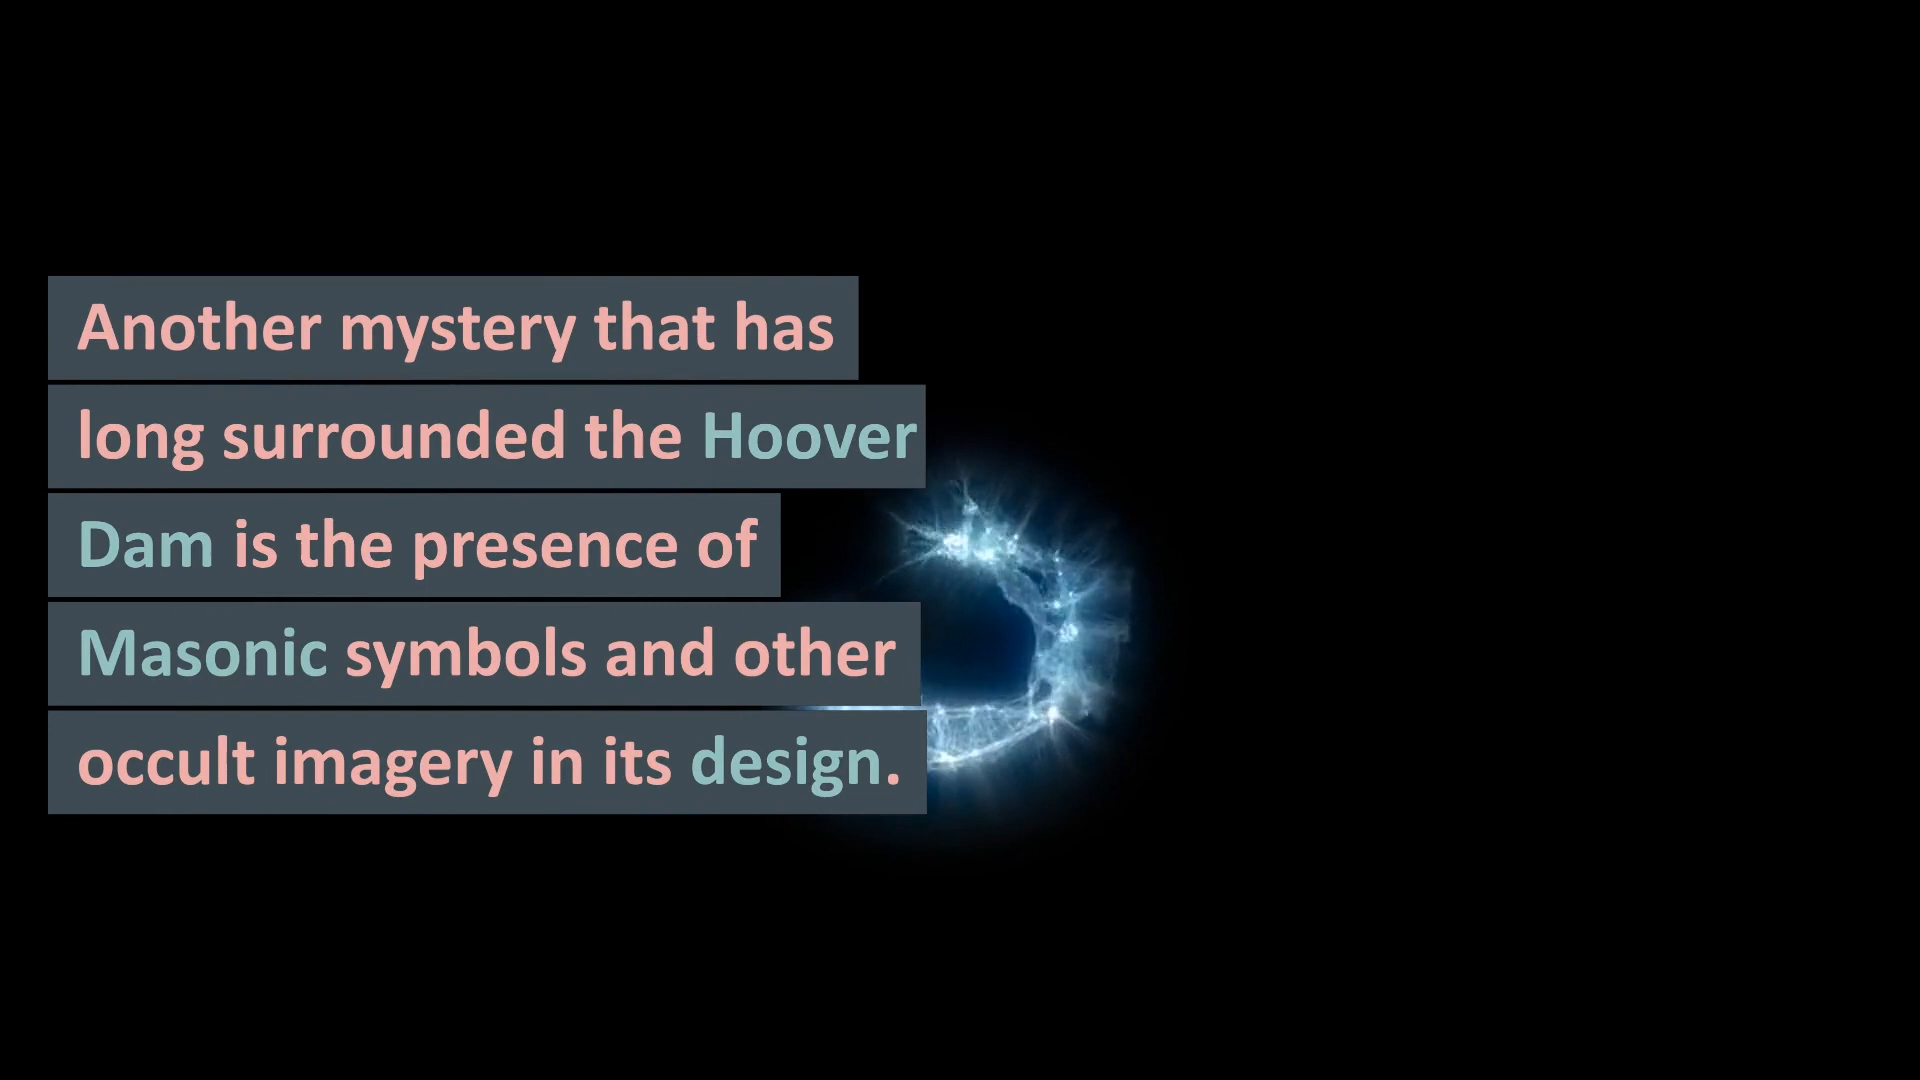 Another mystery that has
long surrounded the Hoover
Dam is the presence of
Masonic symbols and other
occult imagery in its design.